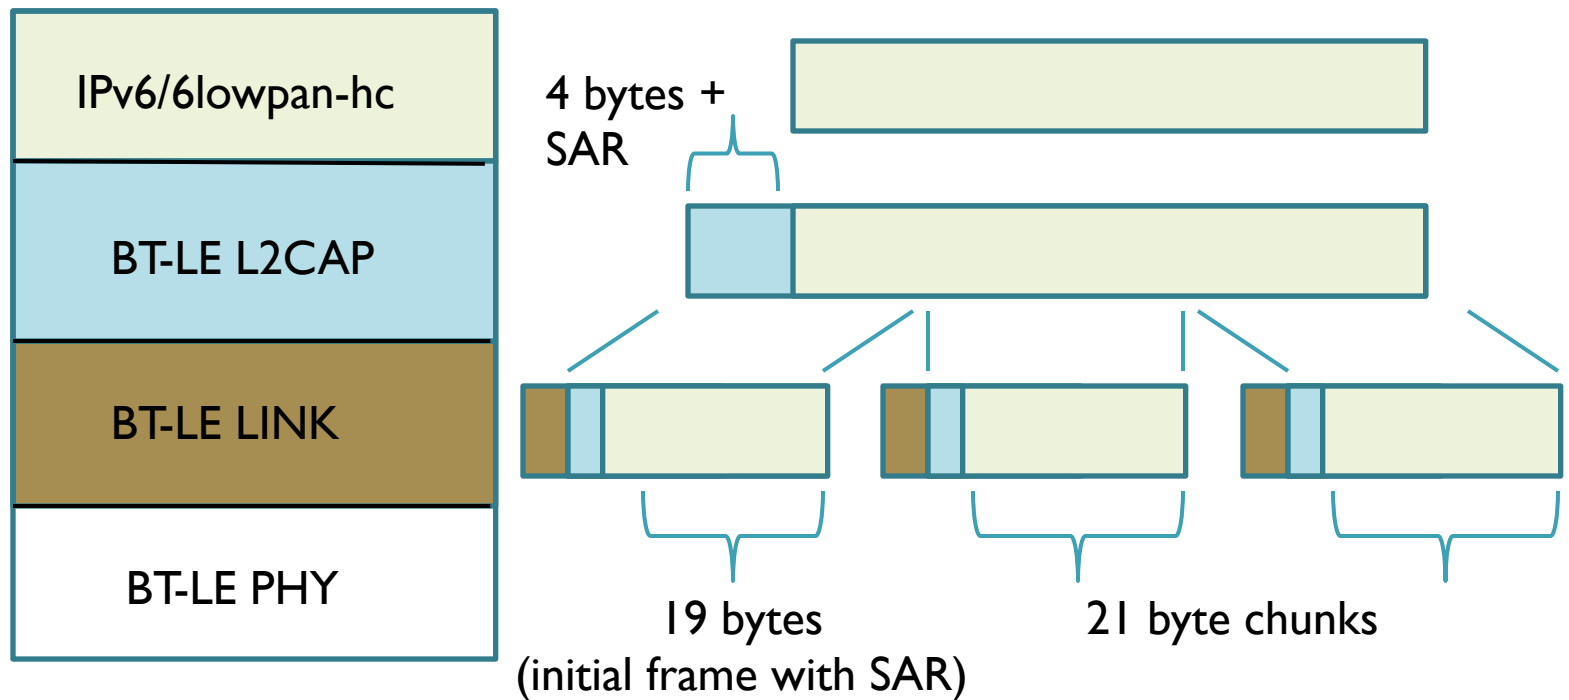 IPv6/6lowpan-hc
BT-LE L2CAP
BT-LE LINK
BT-LE PHY
4 bytes +
SAR
19 bytes
(initial frame with SAR)
21 byte chunks